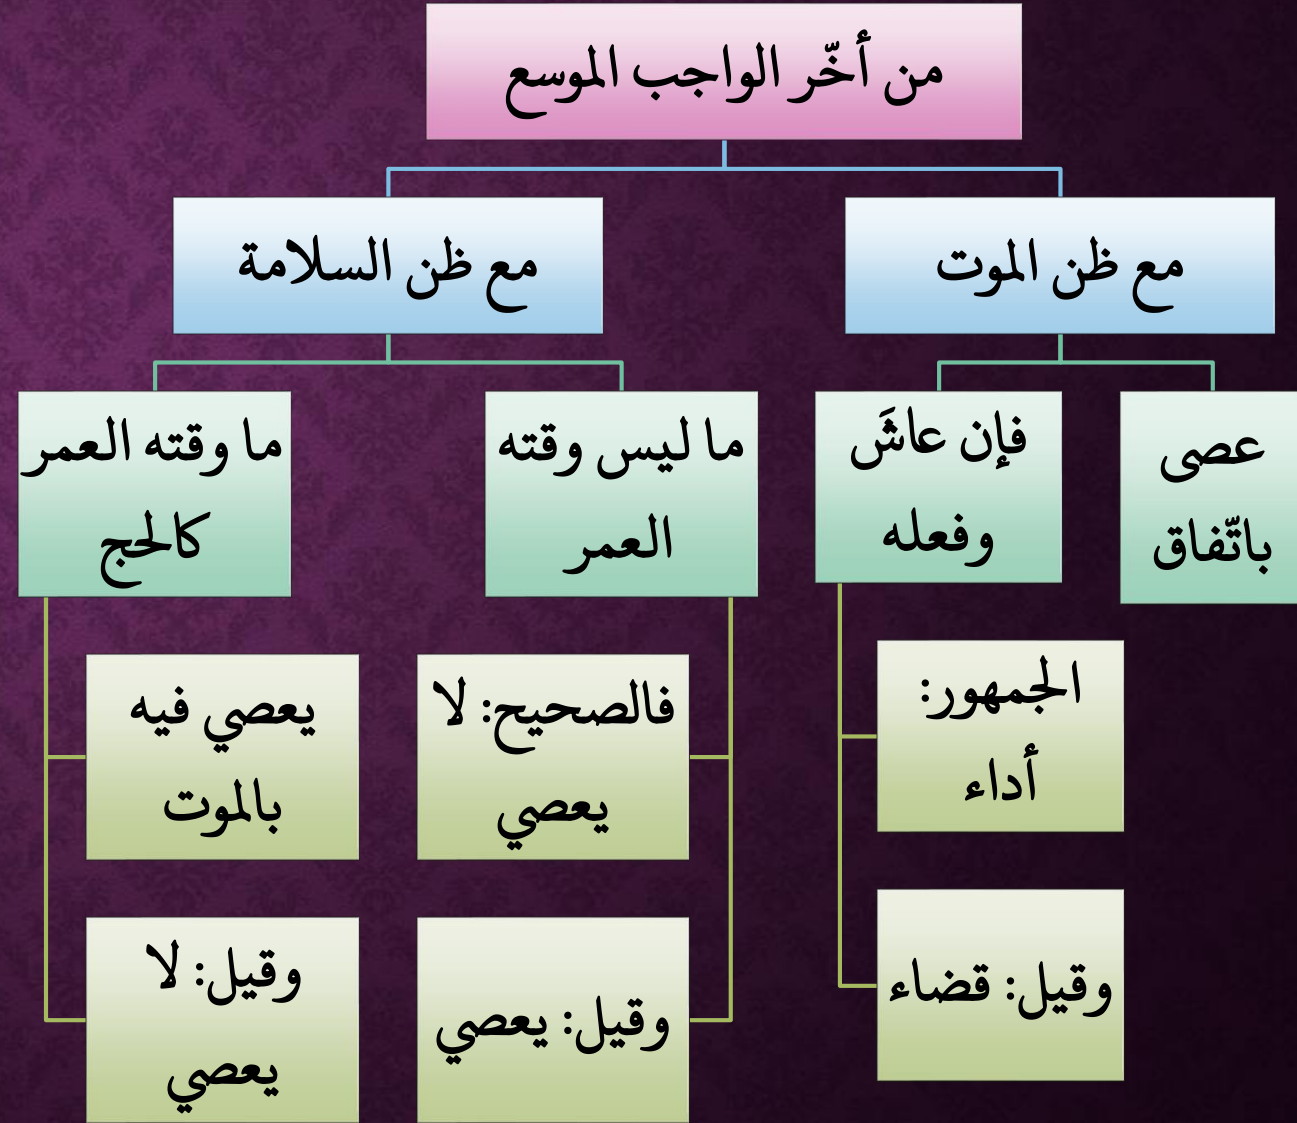 من أخّر الواجب الموسع
مع ظن الموت
مع ظن السلامة
عصى
باتّفاق
فإن عاشَ
وفعله
ما ليس وقته
العمر
ما وقته العمر
كالحج
الجمهور:
أداء
وقيل: قضاء
فالصحيح: لا
يعصي
وقيل: يعصي
يعصي فيه
بالموت
وقيل: لا
يعصي